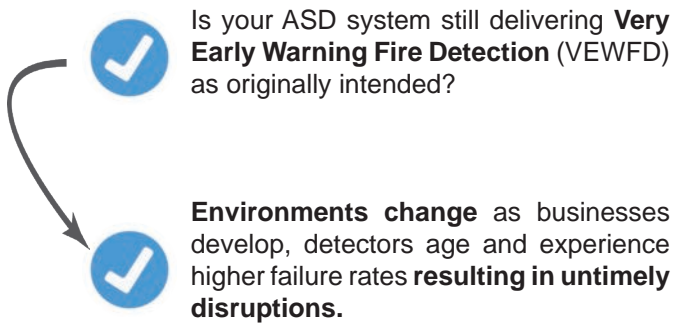 Is your ASD system still delivering Very
Early Warning Fire Detection (VEWFD)
as originally intended?
Environments change as businesses
develop, detectors age and experience
higher failure rates resulting in untimely
disruptions.